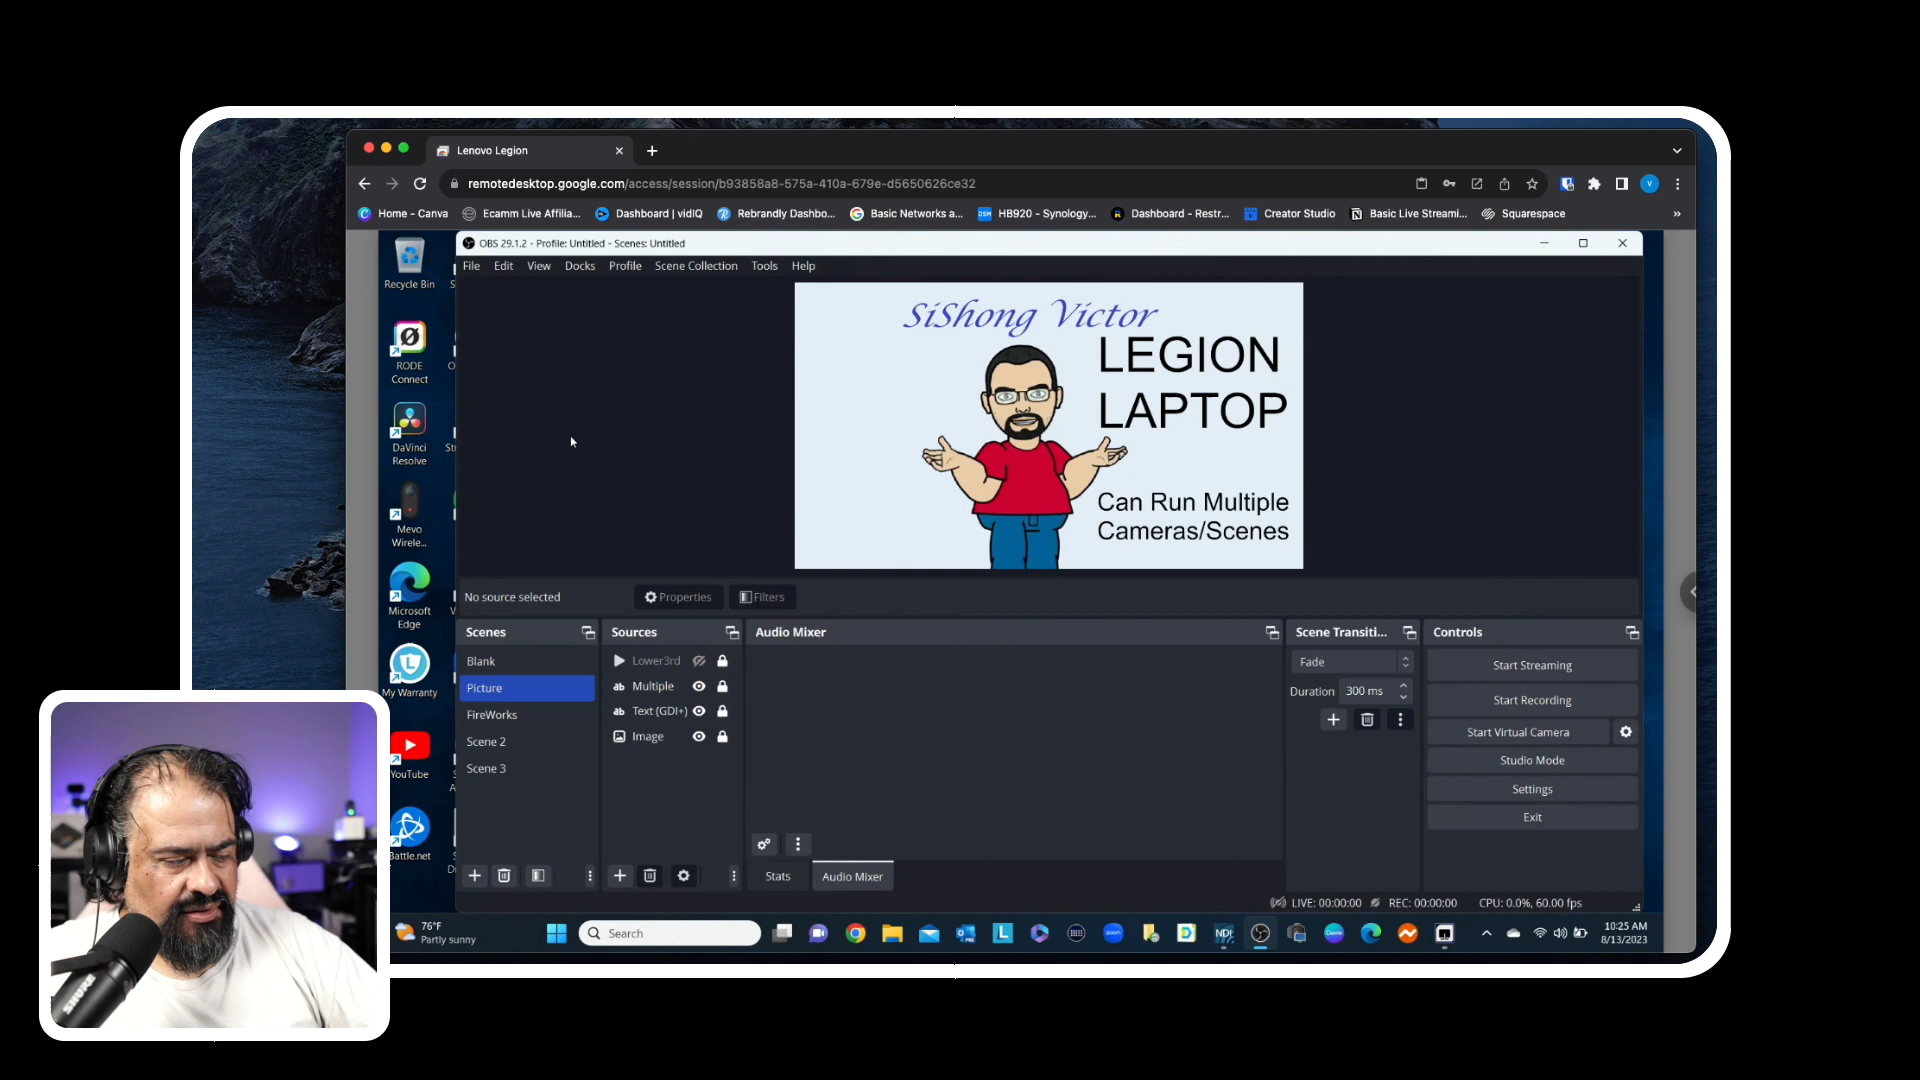 Lenovo Legion
remotedesktop.google.com/access/session/b93858a8-575a-410a-679e-d5650626ce32
V
Home - Canva
Ecamm Live Affilia...
Dashboard | vidIQ
Rebrandly Dashbo...
Basic Networks a...
DSM
HB920 - Synology...
Dashboard - Restr...
Creator Studio
Basic Live Streami...
Squarespace
»
OBS 29.1.2 - Profile: Untitled - Scenes: Untitled
File Edit View Docks Profile Scene Collection Tools Help
Recycle Bin
RODE
Connect
DaVinci
Resolve
Mevo
Wirele...
Microsoft
Edge
My Warranty
YouTube
Battle.net
SiShong Victor
LEGION
LAPTOP
Can Run Multiple
Cameras/Scenes
No source selected
Properties
Filters
Scenes
Blank
Picture
FireWorks
Scene 2
Scene 3
Sources
Lower3rd
ab Multiple
ab Text (GDI+)
Image
Audio Mixer
Stats
Audio Mixer
Scene Transiti...
Fade
Duration 300 ms
Controls
Start Streaming
Start Recording
Start Virtual Camera
Studio Mode
Settings
Exit
LIVE: 00:00:00
REC: 00:00:00
CPU: 0.0%, 60.00 fps
76°F
Partly sunny
Search
L
NDI
10:25 AM
8/13/2023
SHURE